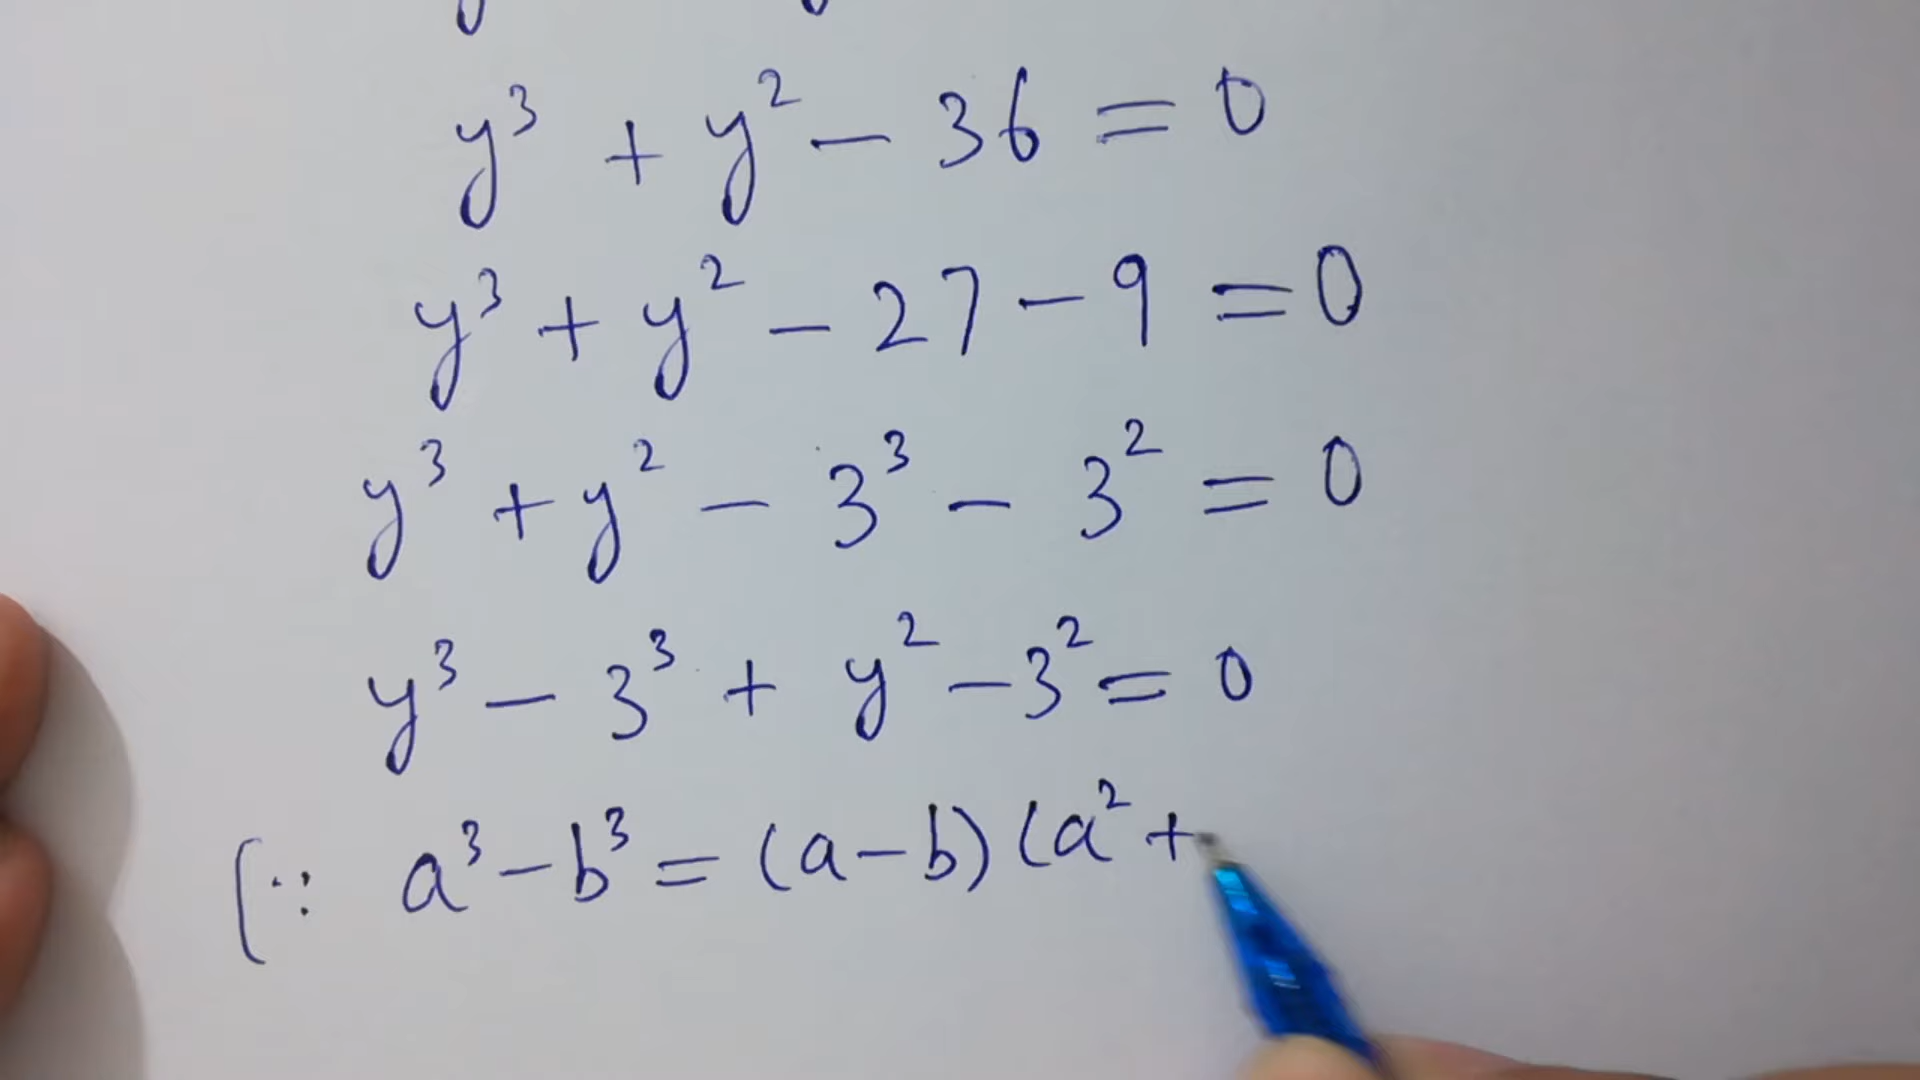 y³ + y² − 36 = 0
y³ + y² − 27 − 9 = 0
y³ + y² − 3³ − 3² = 0
y³ − 3³ + y² − 3² = 0
[∵ a³ − b³ = (a − b) (a² +